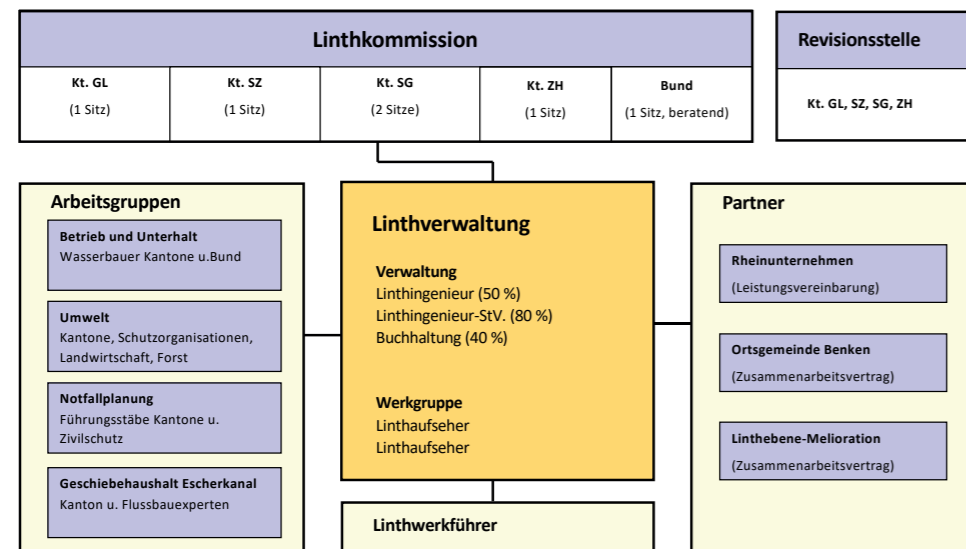 Linthkommission
Kt. GL
(1 Sitz)
Kt. SZ
(1 Sitz)
Kt. SG
(2 Sitze)
Kt. ZH
(1 Sitz)
Bund
(1 Sitz, beratend)
Revisionsstelle
Kt. GL, SZ, SG, ZH
Arbeitsgruppen
Betrieb und Unterhalt
Wasserbauer Kantone u.Bund
Umwelt
Kantone, Schutzorganisationen,
Landwirtschaft, Forst
Notfallplanung
Führungsstäbe Kantone u.
Zivilschutz
Geschiebehaushalt Escherkanal
Kanton u. Flussbauexperten
Linthverwaltung
Verwaltung
Linthingenieur (50 %)
Linthingenieur-StV. (80 %)
Buchhaltung (40 %)
Werkgruppe
Linthaufseher
Linthaufseher
Linthwerkführer
Partner
Rheinunternehmen
(Leistungsvereinbarung)
Ortsgemeinde Benken
(Zusammenarbeitsvertrag)
Linthebene-Melioration
(Zusammenarbeitsvertrag)